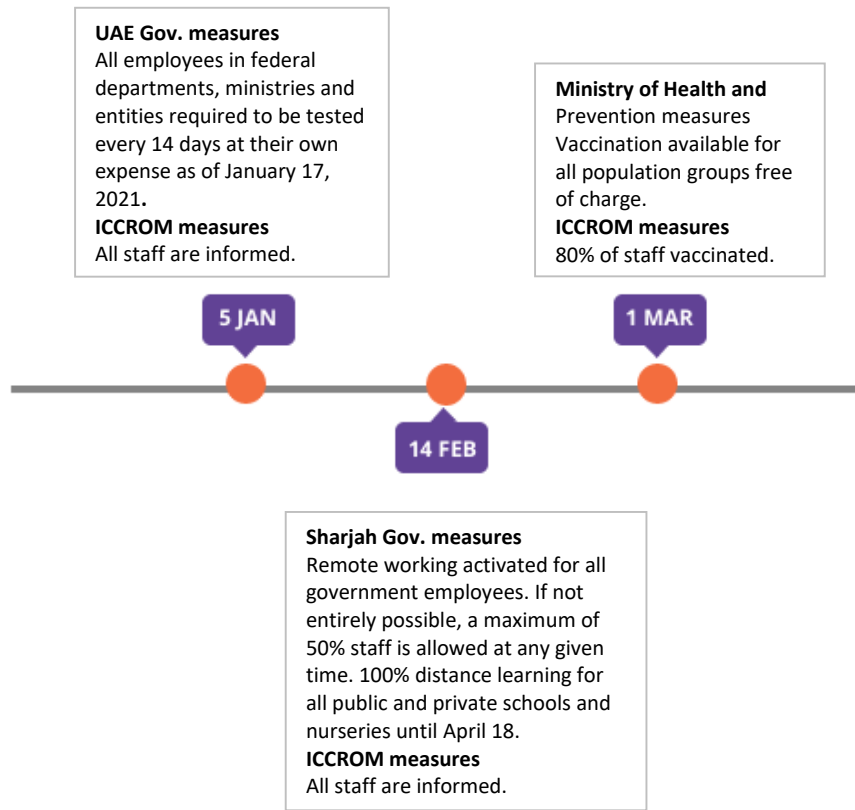 UAE Gov. measures
All employees in federal
departments, ministries and
entities required to be tested
every 14 days at their own
expense as of January 17,
2021.
ICCROM measures
All staff are informed.
Ministry of Health and
Prevention measures
Vaccination available for
all population groups free
of charge.
ICCROM measures
80% of staff vaccinated.
5 JAN
1 MAR
14 FEB
Sharjah Gov. measures
Remote working activated for all
government employees. If not
entirely possible, a maximum of
50% staff is allowed at any given
time. 100% distance learning for
all public and private schools and
nurseries until April 18.
ICCROM measures
All staff are informed.